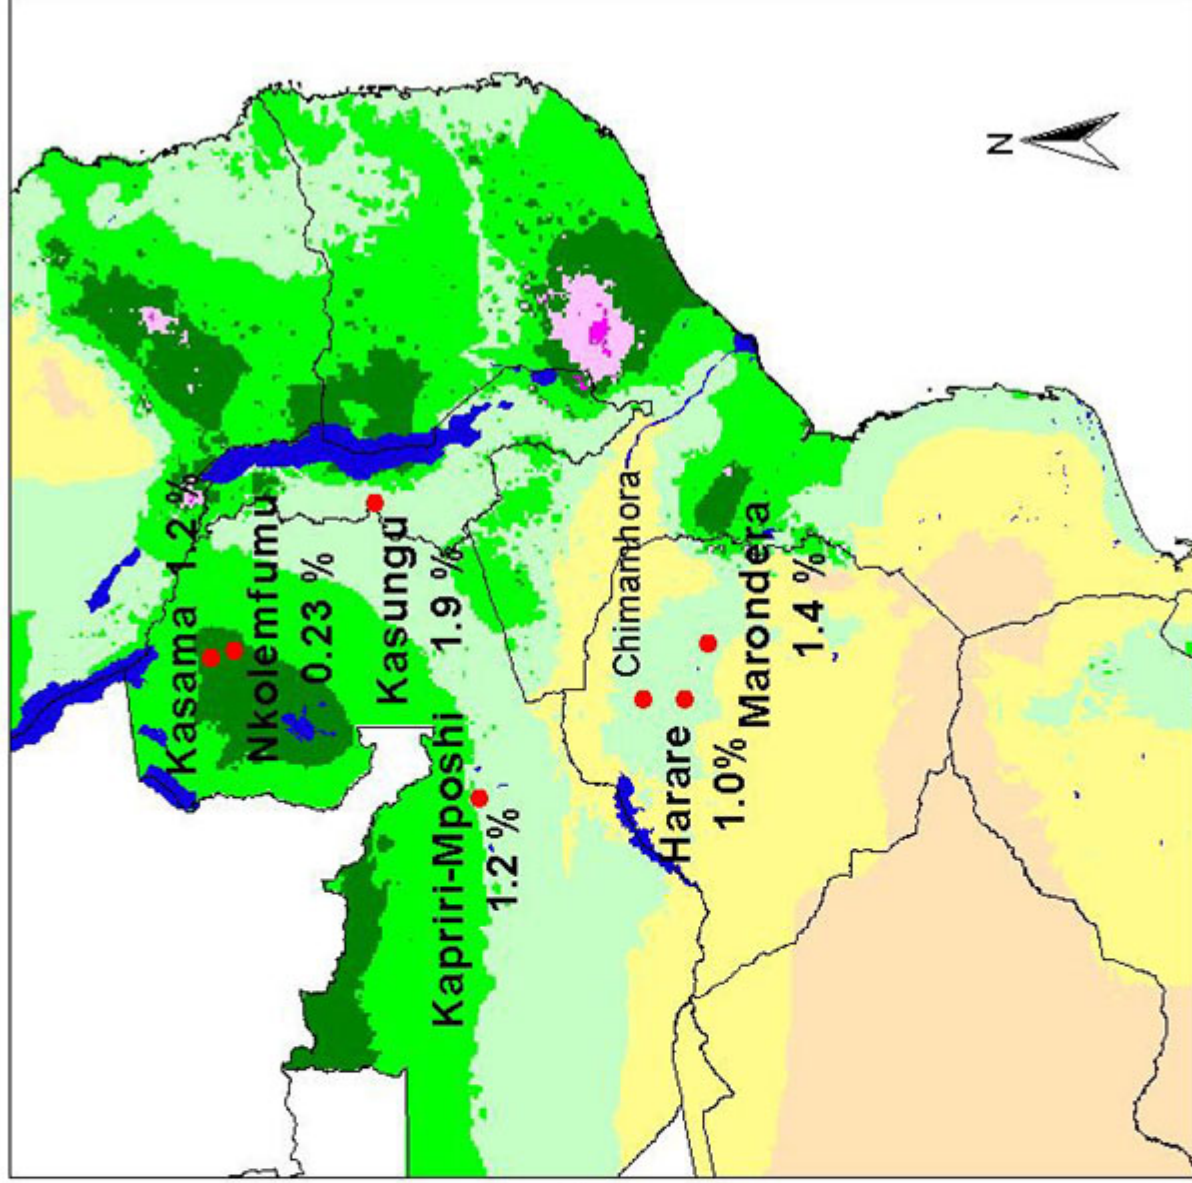 Kasama 1.2 %
Nkolemfumu
0.23 %
Kasungu
1.9 %
Kapriri-Mposhi
1.2 %
Chimamhora
Harare
1.0%
Marondera
1.4 %
N